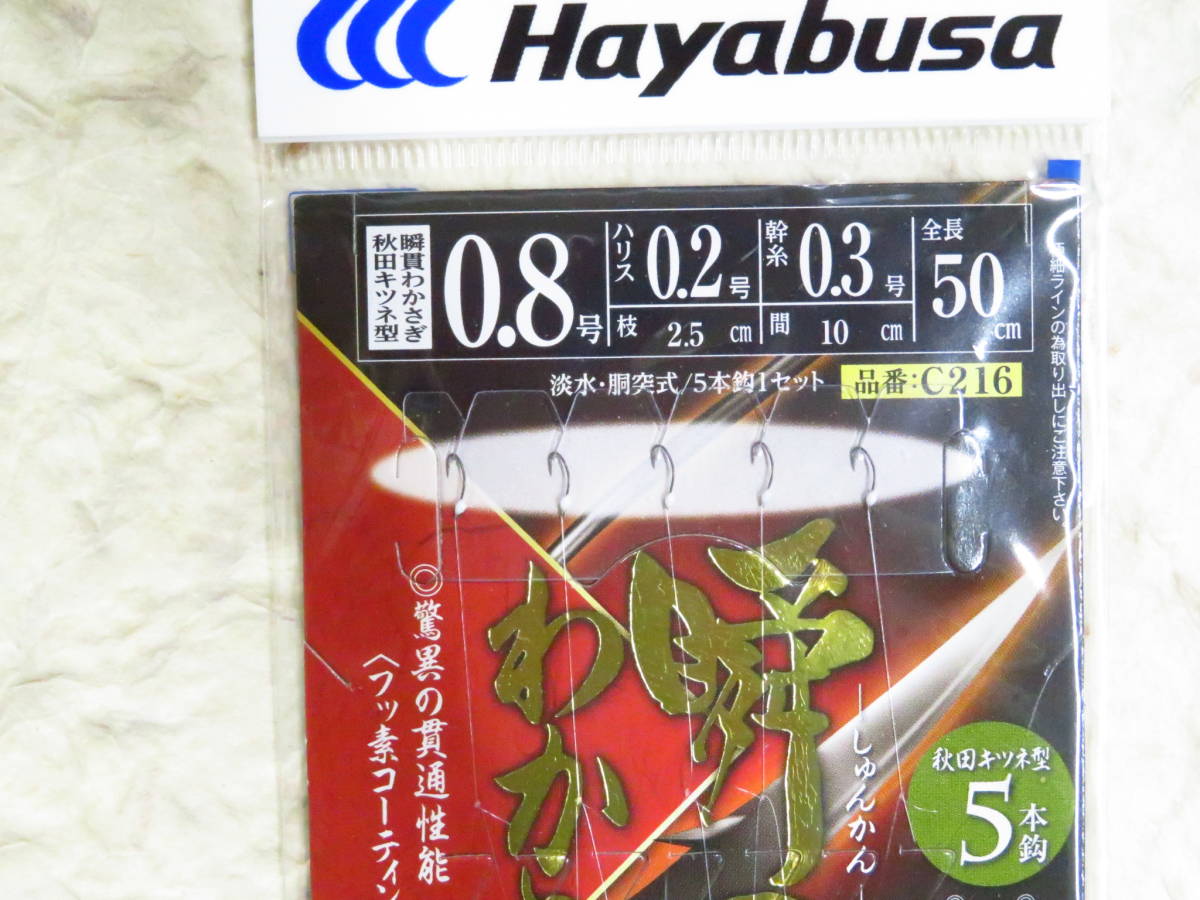 Hayabusa
瞬貫わかさぎ
秋田キツネ型
0.8号
ハリス 0.2号
幹糸 0.3号
全長 50cm
枝 2.5 cm
間 10 cm
淡水・胴突式/5本鈎1セット
品番:C216
細ラインの為取り出しにご注意下さい
◎驚異の貫通性能
〈フッ素コーティン
瞬
わか
―しゅんかん―
秋田キツネ型
5本鈎